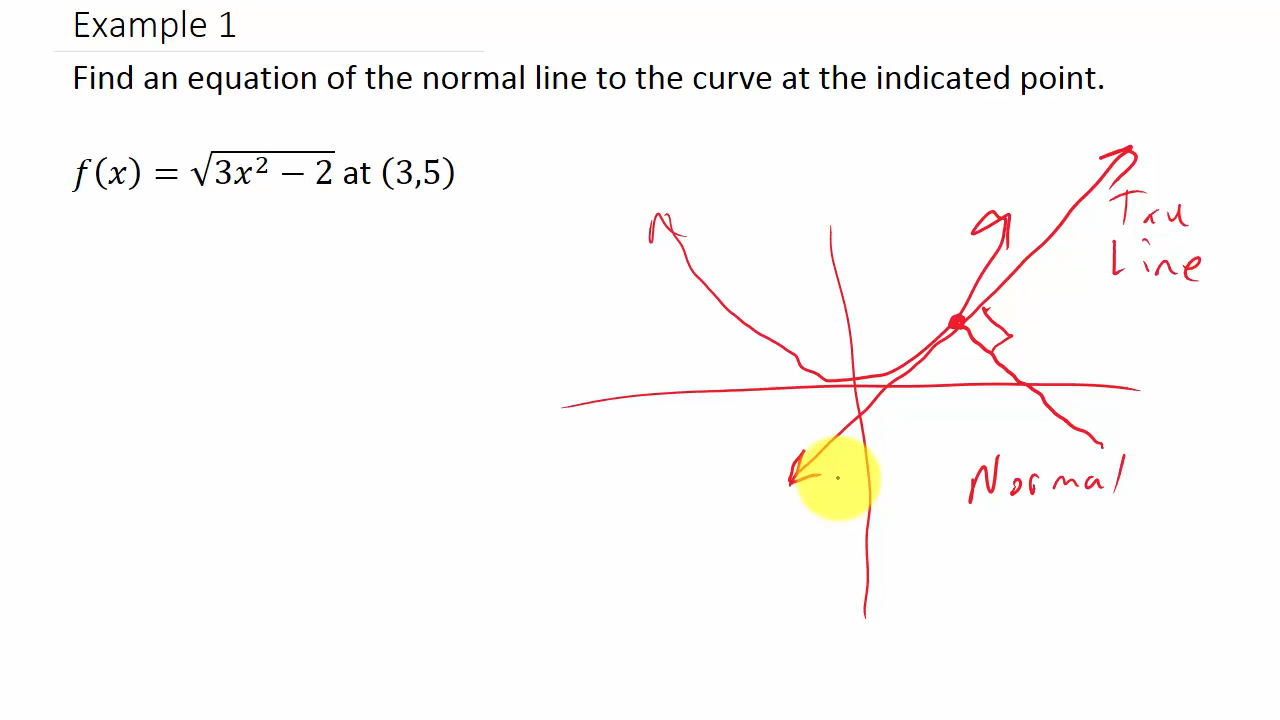 Example 1
Find an equation of the normal line to the curve at the indicated point.
f(x) = √3x² − 2 at (3,5)
Line
Normal